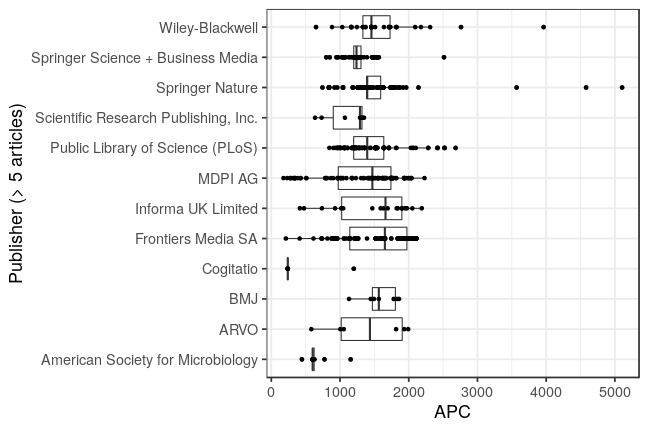 Publisher (> 5 articles)
Wiley-Blackwell
Springer Science + Business Media
Springer Nature
Scientific Research Publishing, Inc.
Public Library of Science (PLoS)
MDPI AG
Informa UK Limited
Frontiers Media SA
Cogitatio
BMJ
ARVO
American Society for Microbiology
0 1000 2000 3000 4000 5000
APC